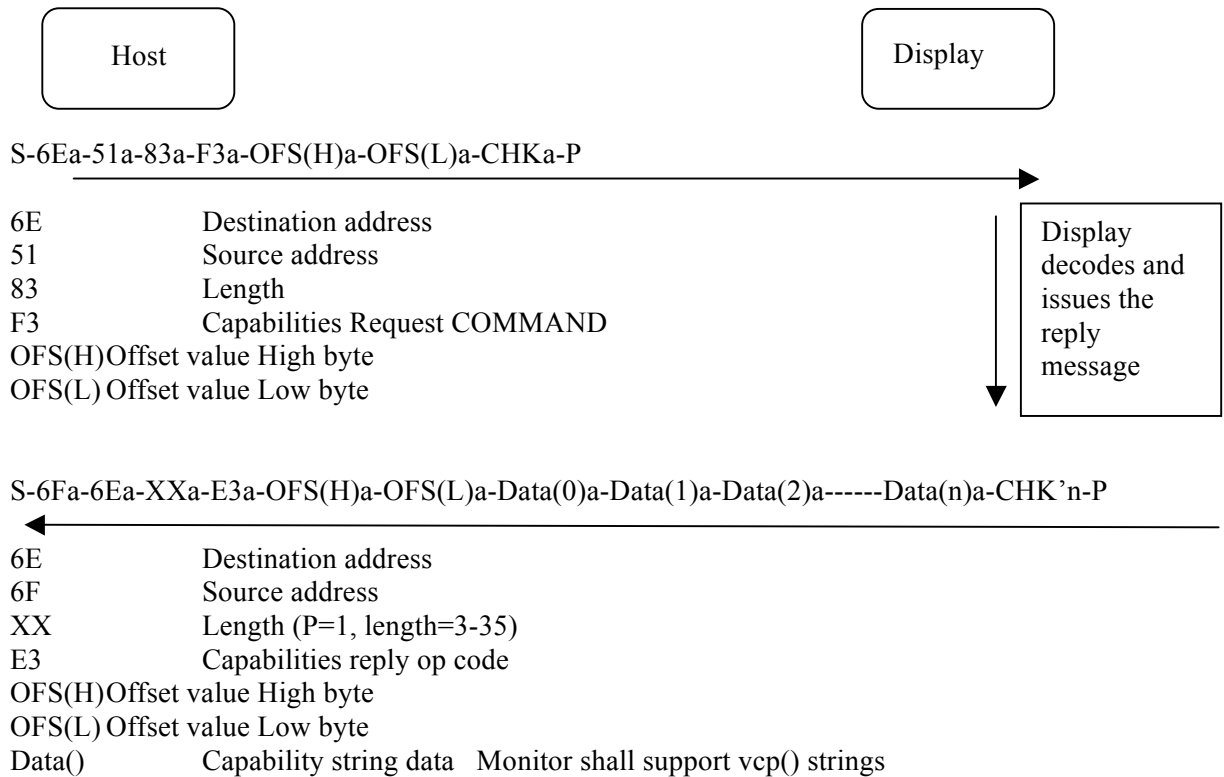 Host
Display
S-6Ea-51a-83a-F3a-OFS(H)a-OFS(L)a-CHKa-P
6E Destination address
51 Source address
83 Length
F3 Capabilities Request COMMAND
OFS(H)Offset value High byte
OFS(L) Offset value Low byte
Display
decodes and
issues the
reply
message
S-6Fa-6Ea-XXa-E3a-OFS(H)a-OFS(L)a-Data(0)a-Data(1)a-Data(2)a------Data(n)a-CHK’n-P
6E Destination address
6F Source address
XX Length (P=1, length=3-35)
E3 Capabilities reply op code
OFS(H)Offset value High byte
OFS(L) Offset value Low byte
Data() Capability string data Monitor shall support vcp() strings